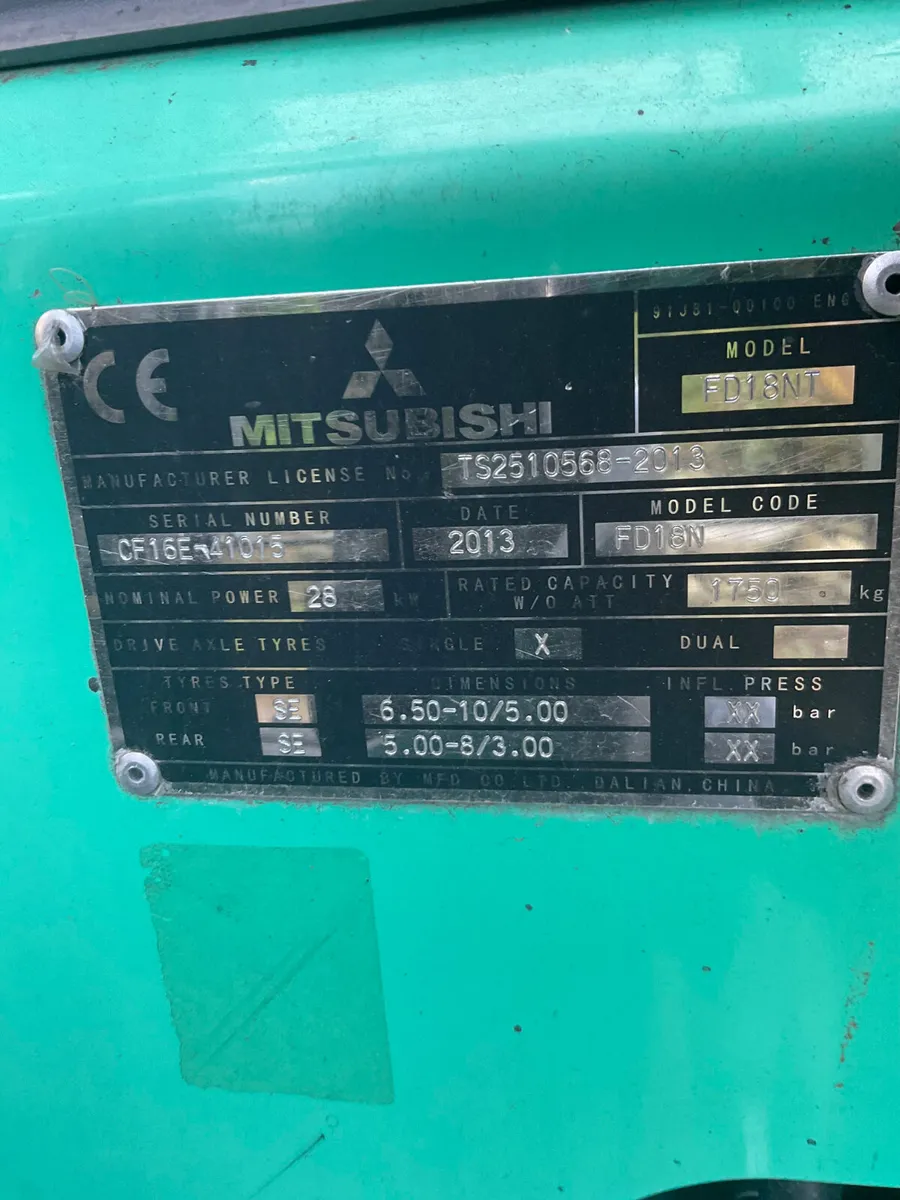 91J81-00100 ENG
CE
MODEL
FD18NT
MITSUBISHI
MANUFACTURER LICENSE No. TS2510568-2013
SERIAL NUMBER DATE MODEL CODE
CF16E-41015 2013 FD18N
NOMINAL POWER 28 kW RATED CAPACITY W/O ATT 1750 kg
DRIVE AXLE TYRES SINGLE X DUAL
TYRES TYPE DIMENSIONS INFL. PRESS
FRONT SE 6.50-10/5.00 XX bar
REAR SE 5.00-8/3.00 XX bar
MANUFACTURED BY MFD CO. LTD., DALIAN, CHINA